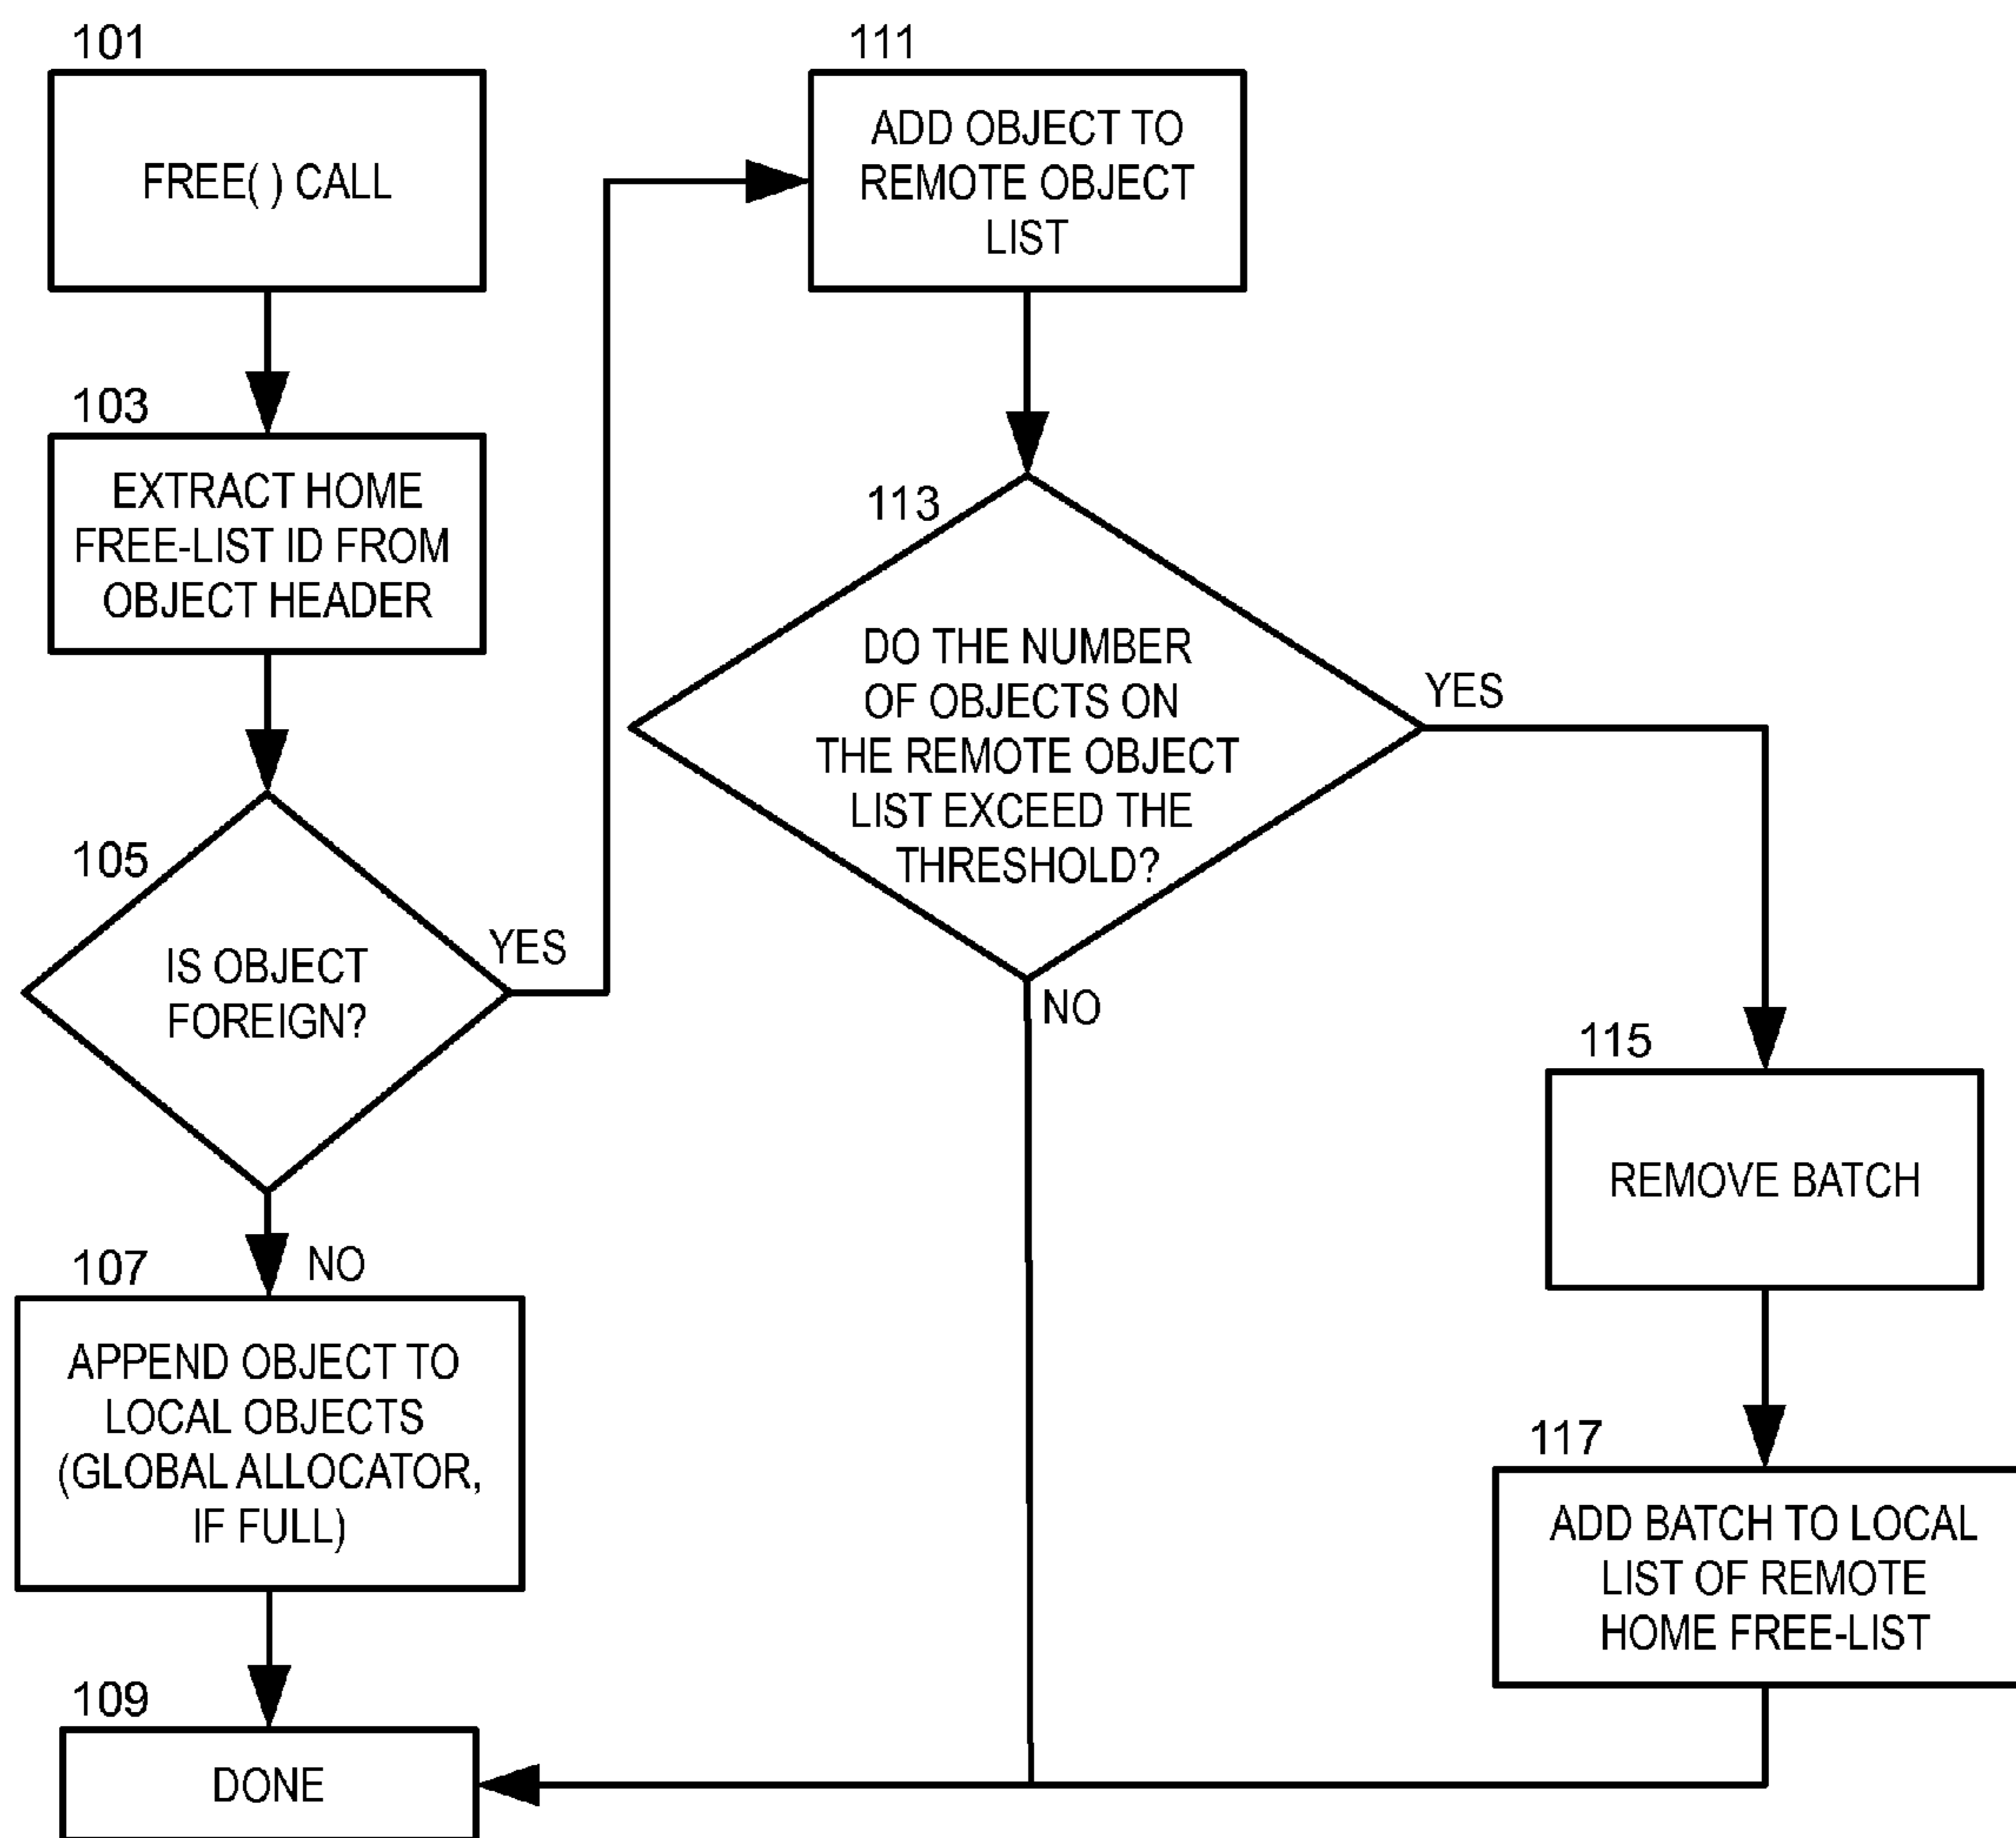 101
FREE( ) CALL
103
EXTRACT HOME
FREE-LIST ID FROM
OBJECT HEADER
105
IS OBJECT
FOREIGN?
YES
NO
107
APPEND OBJECT TO
LOCAL OBJECTS
(GLOBAL ALLOCATOR,
IF FULL)
109
DONE
111
ADD OBJECT TO
REMOTE OBJECT
LIST
113
DO THE NUMBER
OF OBJECTS ON
THE REMOTE OBJECT
LIST EXCEED THE
THRESHOLD?
YES
NO
115
REMOVE BATCH
117
ADD BATCH TO LOCAL
LIST OF REMOTE
HOME FREE-LIST